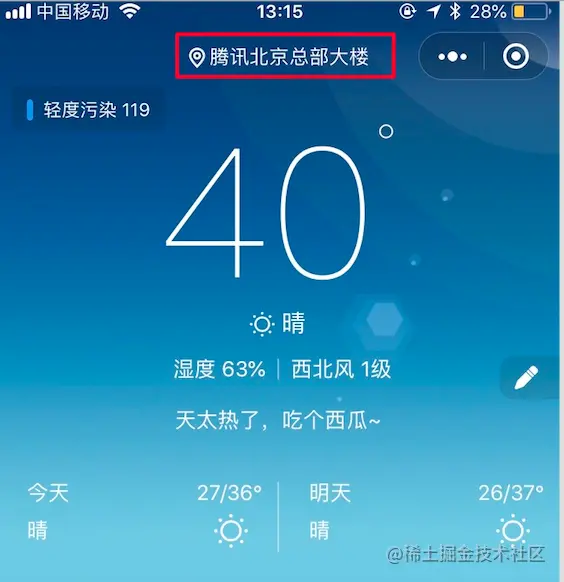 中国移动 13:15 28%
腾讯北京总部大楼
轻度污染 119
40
晴
湿度 63% 西北风 1级
天太热了，吃个西瓜~
今天 27/36° 明天 26/37°
晴 晴
@稀土掘金技术社区